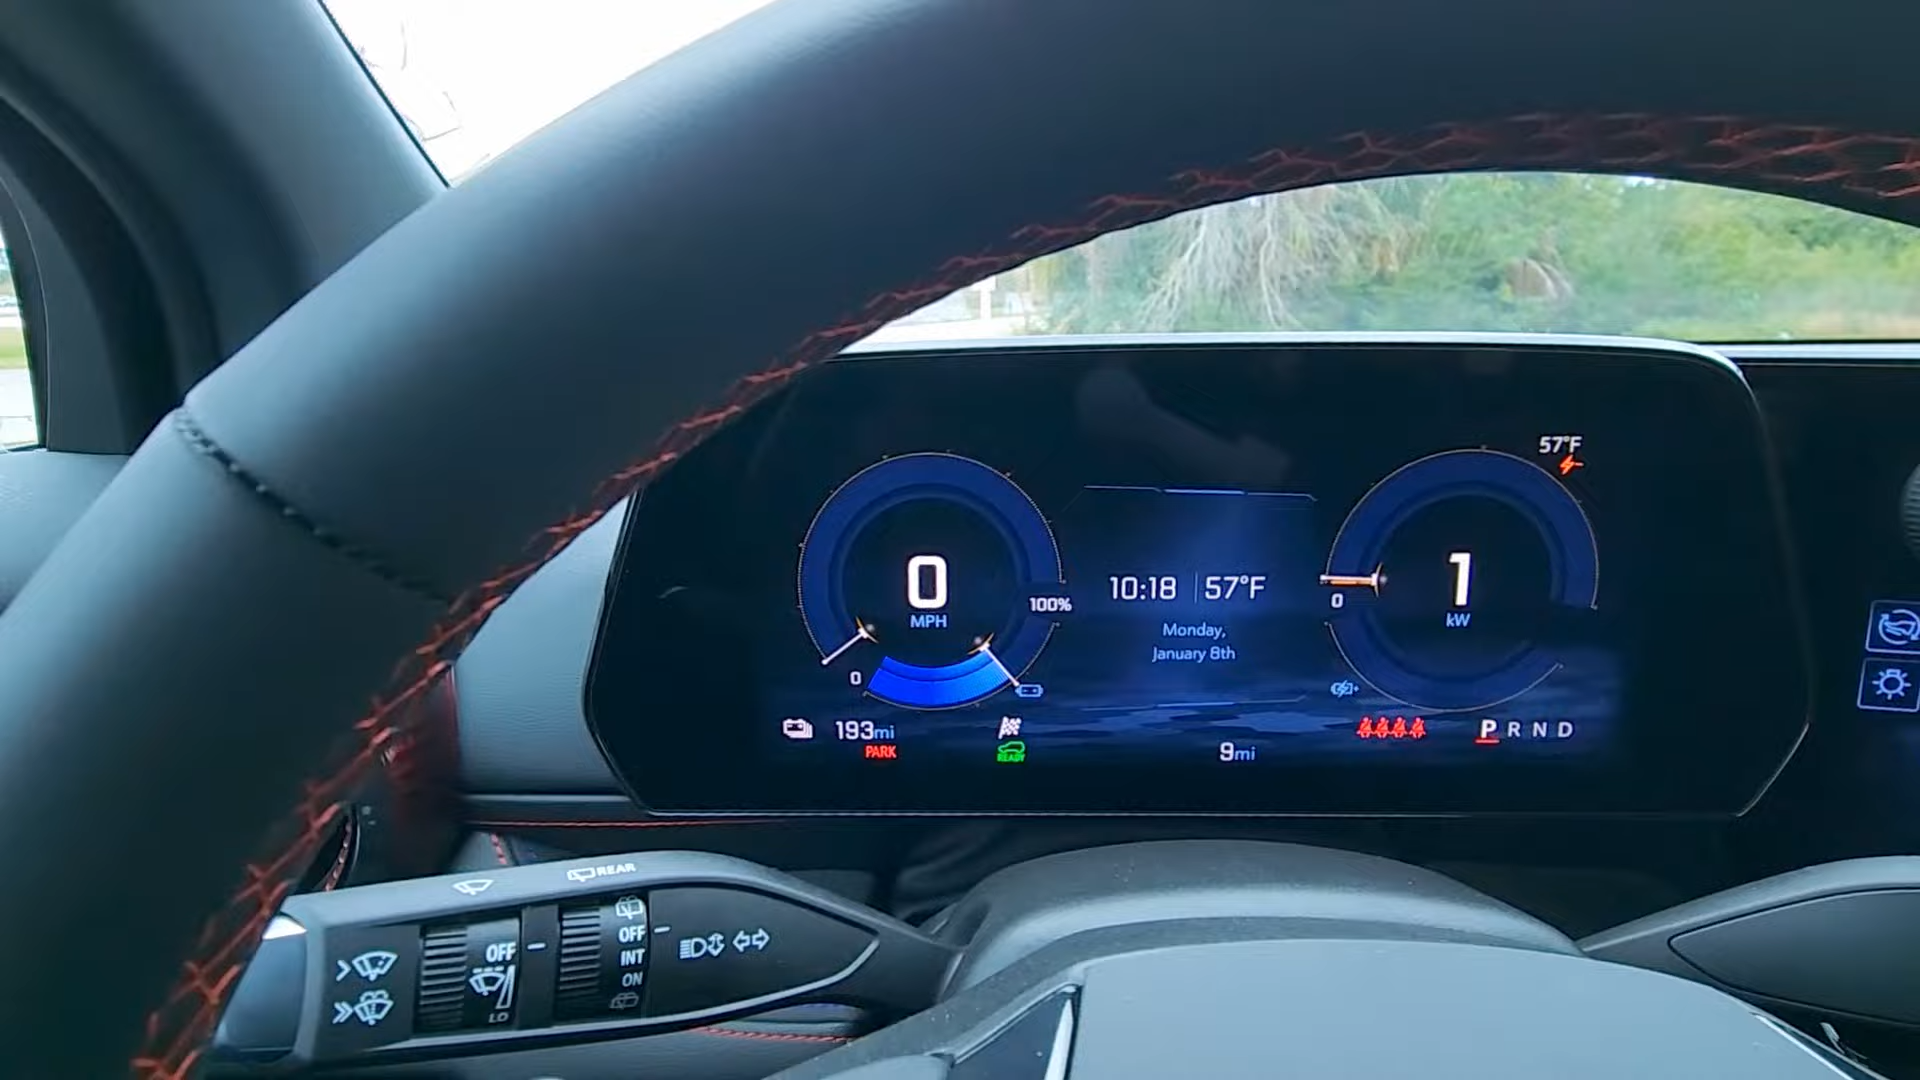 57°F
0
MPH
100%
0
10:18 57°F
Monday,
January 8th
0
1
kW
193mi
PARK
READY
9mi
P R N D
REAR
OFF
LO
OFF
INT
ON